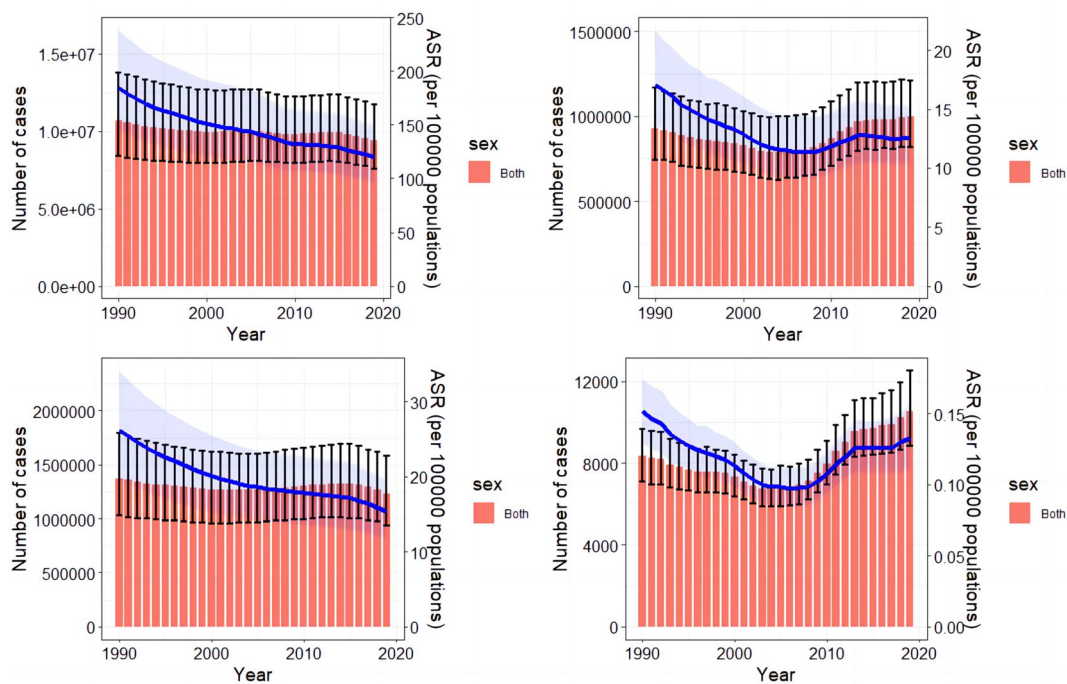 250
1.5e+07
200
1.0e+07
150
100
5.0e+06
50
0.0e+00
0
1990
2000
2010
2020
Number of cases
ASR (per 100000 populations)
Year
sex
Both
1500000
20
15
1000000
10
500000
5
0
0
1990
2000
2010
2020
Number of cases
ASR (per 100000 populations)
Year
sex
Both
2000000
30
1500000
20
1000000
10
500000
0
0
1990
2000
2010
2020
Number of cases
ASR (per 100000 populations)
Year
sex
Both
12000
0.15
8000
0.10
4000
0.05
0
0.00
1990
2000
2010
2020
Number of cases
ASR (per 100000 populations)
Year
sex
Both